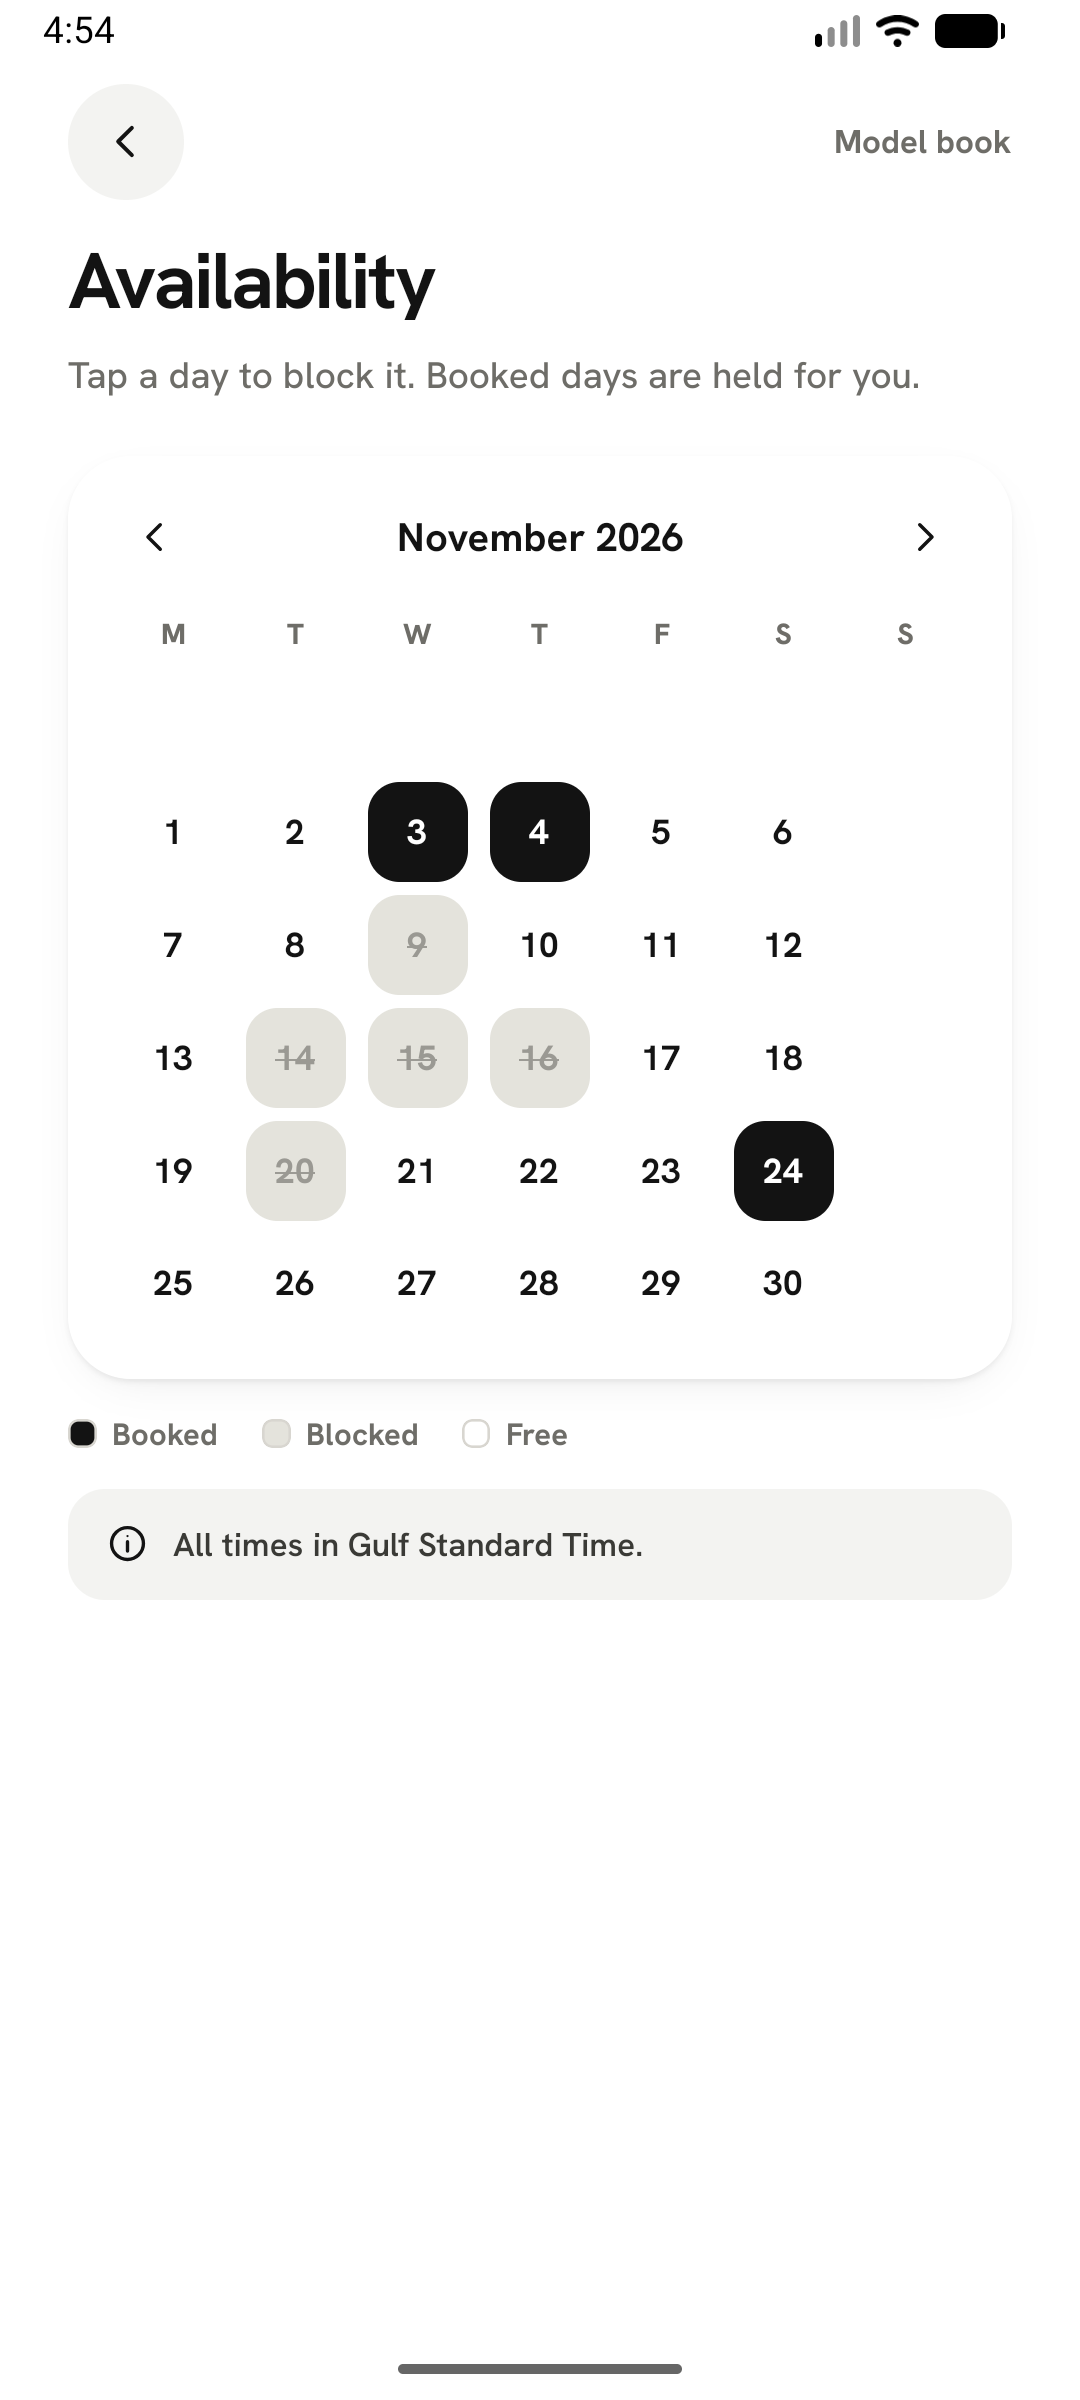 4:54
Model book
Availability
Tap a day to block it. Booked days are held for you.
November 2026
M T W T F S S
1 2 3 4 5 6
7 8 9 10 11 12
13 14 15 16 17 18
19 20 21 22 23 24
25 26 27 28 29 30
Booked Blocked Free
All times in Gulf Standard Time.